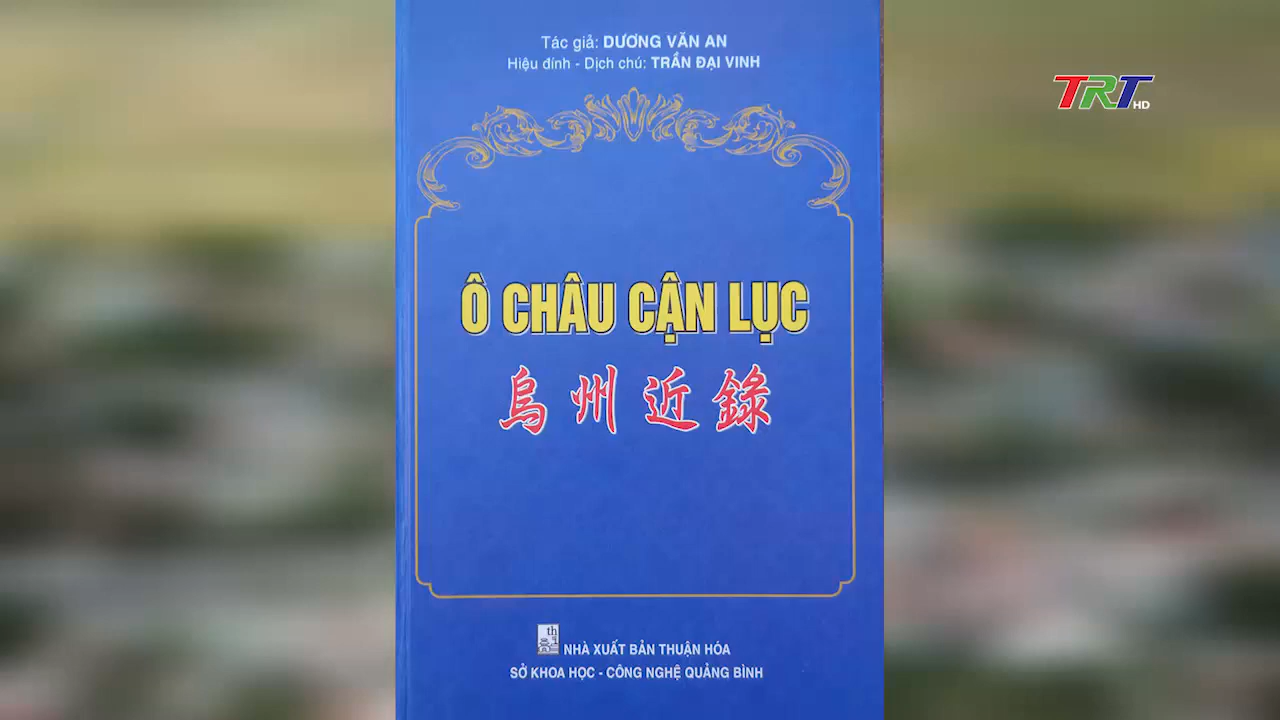 Tác giả: DƯƠNG VĂN AN
Hiệu đính - Dịch chú: TRẦN ĐẠI VINH
TRT HD
Ô CHÂU CẬN LỤC
烏州近錄
NHÀ XUẤT BẢN THUẬN HÓA
SỞ KHOA HỌC - CÔNG NGHỆ QUẢNG BÌNH